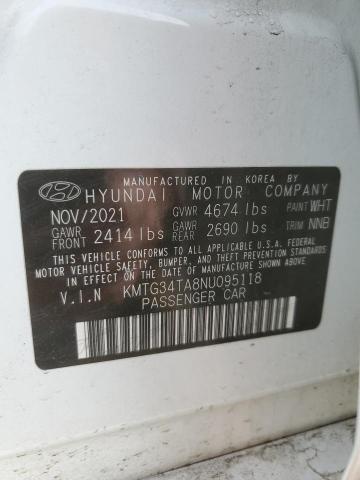 MANUFACTURED IN KOREA BY
HYUNDAI MOTOR COMPANY
NOV/2021 GVWR 4674 lbs PAINT WHT
GAWR FRONT 2414 lbs GAWR REAR 2690 lbs TRIM NNB
THIS VEHICLE CONFORMS TO ALL APPLICABLE U.S.A. FEDERAL
MOTOR VEHICLE SAFETY, BUMPER, AND THEFT PREVENTION
STANDARDS IN EFFECT ON THE DATE OF MANUFACTURE
SHOWN ABOVE.
V.I.N KMTG34TA8NU095118
PASSENGER CAR